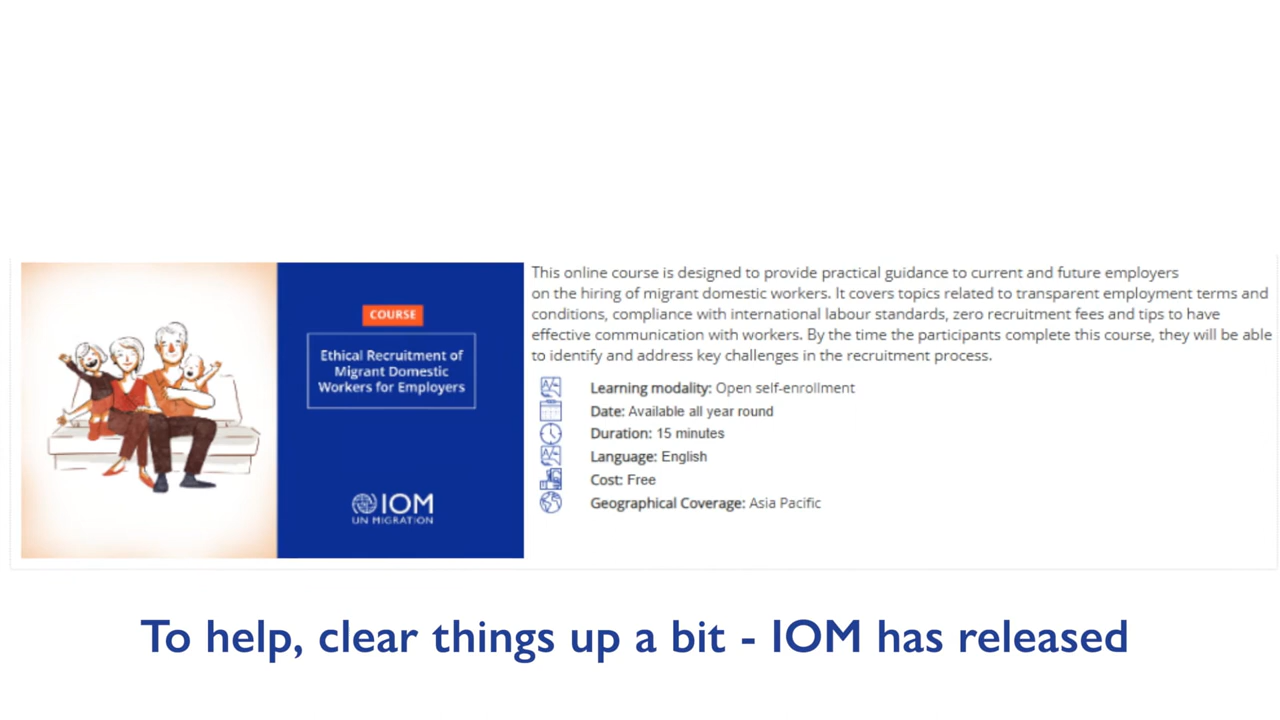 COURSE
Ethical Recruitment of
Migrant Domestic
Workers for Employers
IOM
UN MIGRATION
This online course is designed to provide practical guidance to current and future employers
on the hiring of migrant domestic workers. It covers topics related to transparent employment terms and
conditions, compliance with international labour standards, zero recruitment fees and tips to have
effective communication with workers. By the time the participants complete this course, they will be able
to identify and address key challenges in the recruitment process.
Learning modality: Open self-enrollment
Date: Available all year round
Duration: 15 minutes
Language: English
Cost: Free
Geographical Coverage: Asia Pacific
To help, clear things up a bit - IOM has released